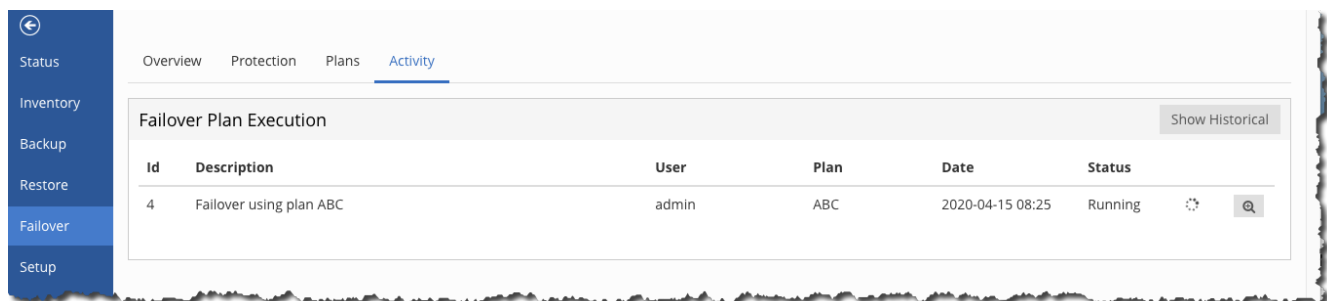 Status
Inventory
Backup
Restore
Failover
Setup
Overview Protection Plans Activity
Failover Plan Execution Show Historical
Id Description User Plan Date Status
4 Failover using plan ABC admin ABC 2020-04-15 08:25 Running